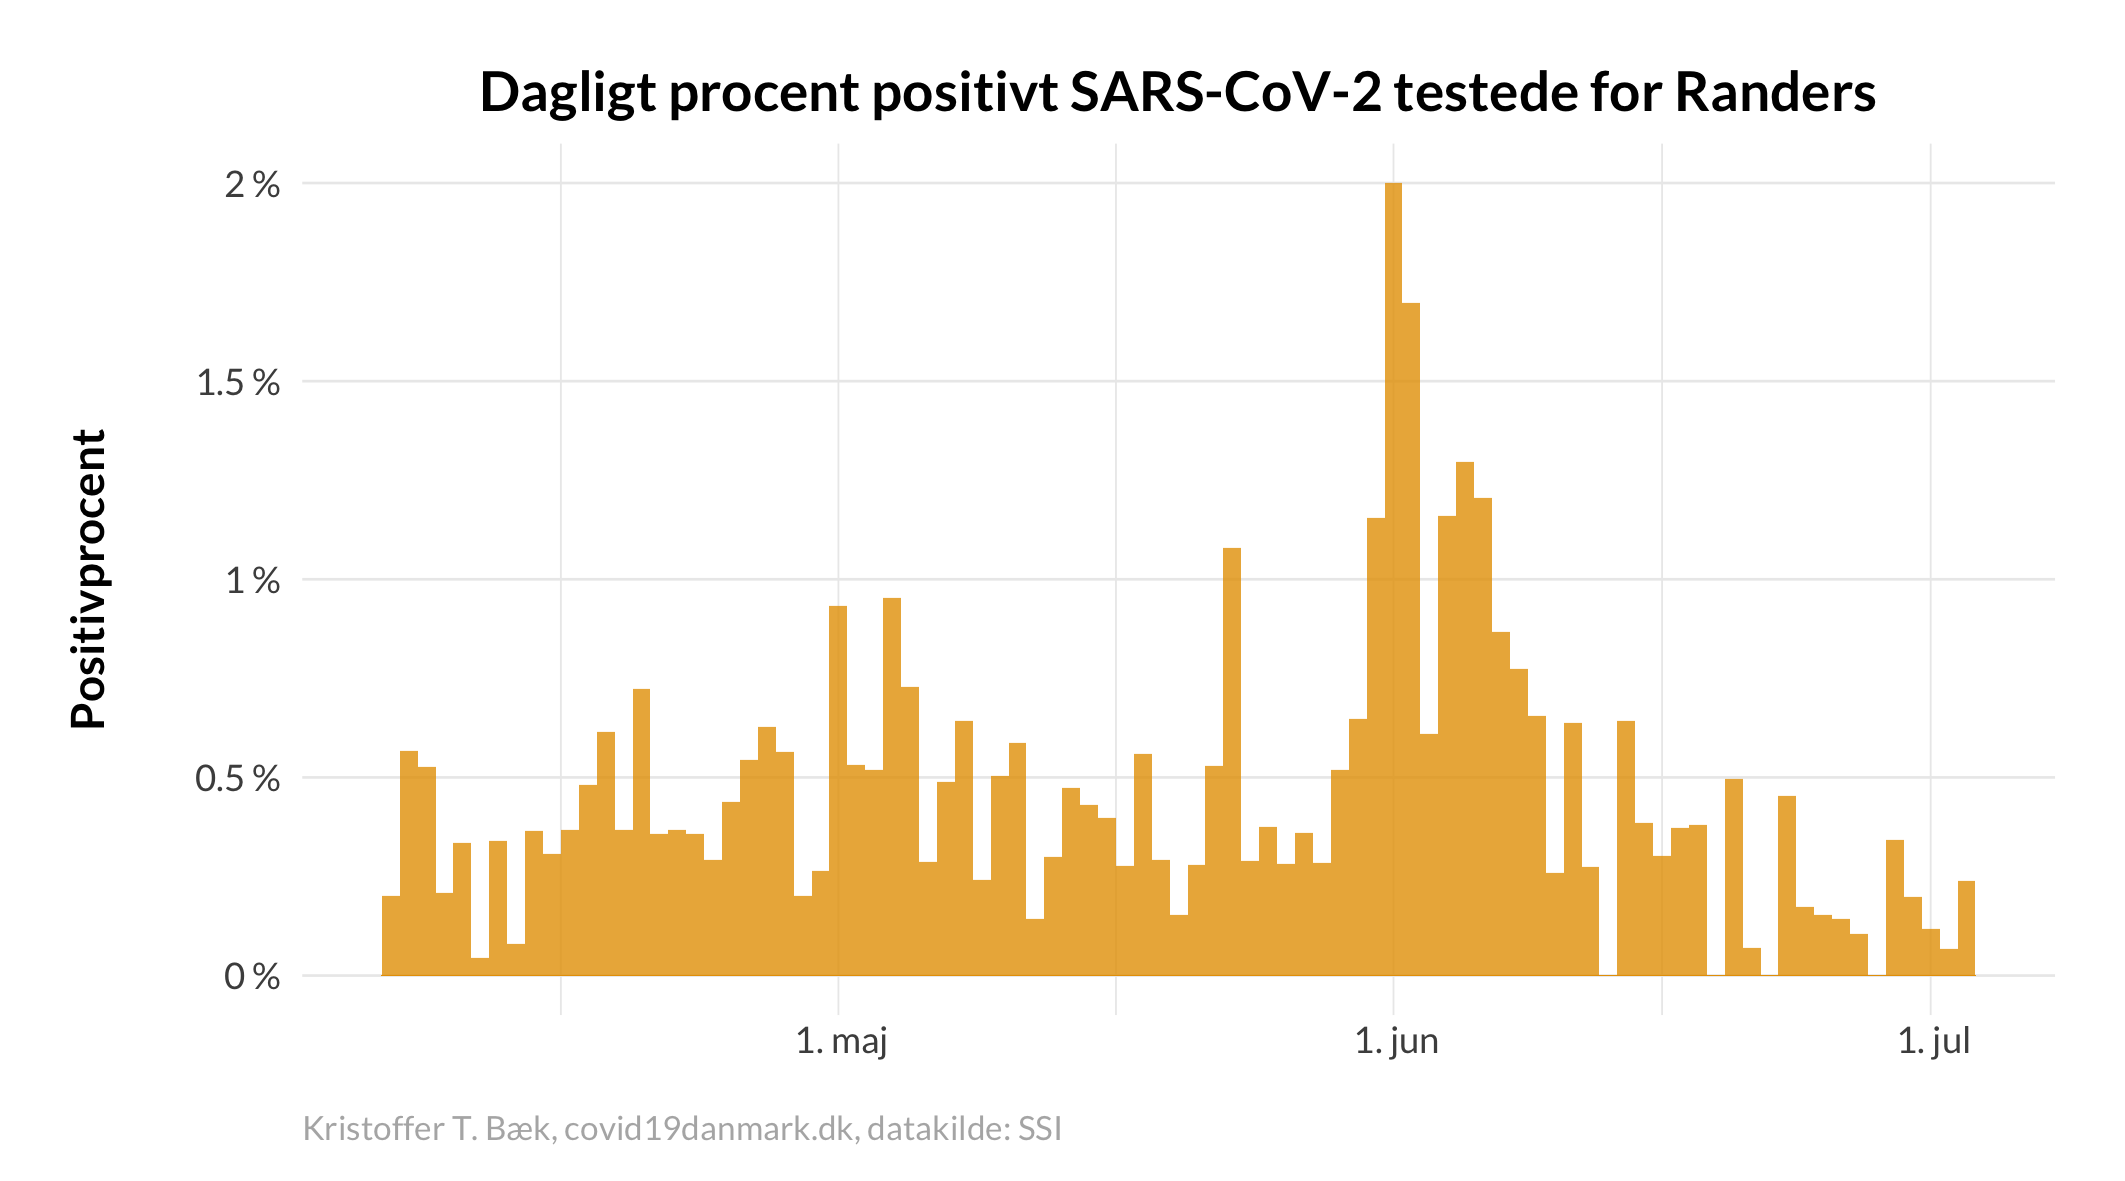 Dagligt procent positivt SARS-CoV-2 testede for Randers
Positivprocent
2 %
1.5 %
1 %
0.5 %
0 %
1. maj
1. jun
1. jul
Kristoffer T. Bæk, covid19danmark.dk, datakilde: SSI